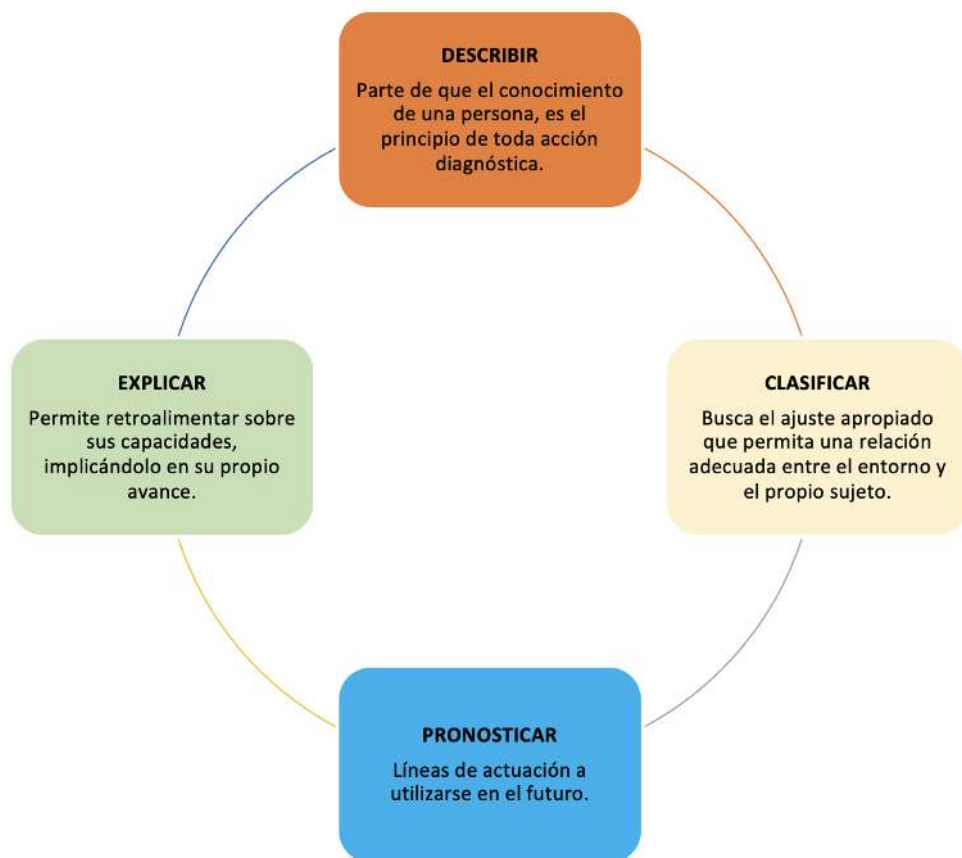 DESCRIBIR
Parte de que el conocimiento
de una persona, es el
principio de toda acción
diagnóstica.
EXPLICAR
Permite retroalimentar sobre
sus capacidades,
implicándolo en su propio
avance.
CLASIFICAR
Busca el ajuste apropiado
que permita una relación
adecuada entre el entorno y
el propio sujeto.
PRONOSTICAR
Líneas de actuación a
utilizarse en el futuro.